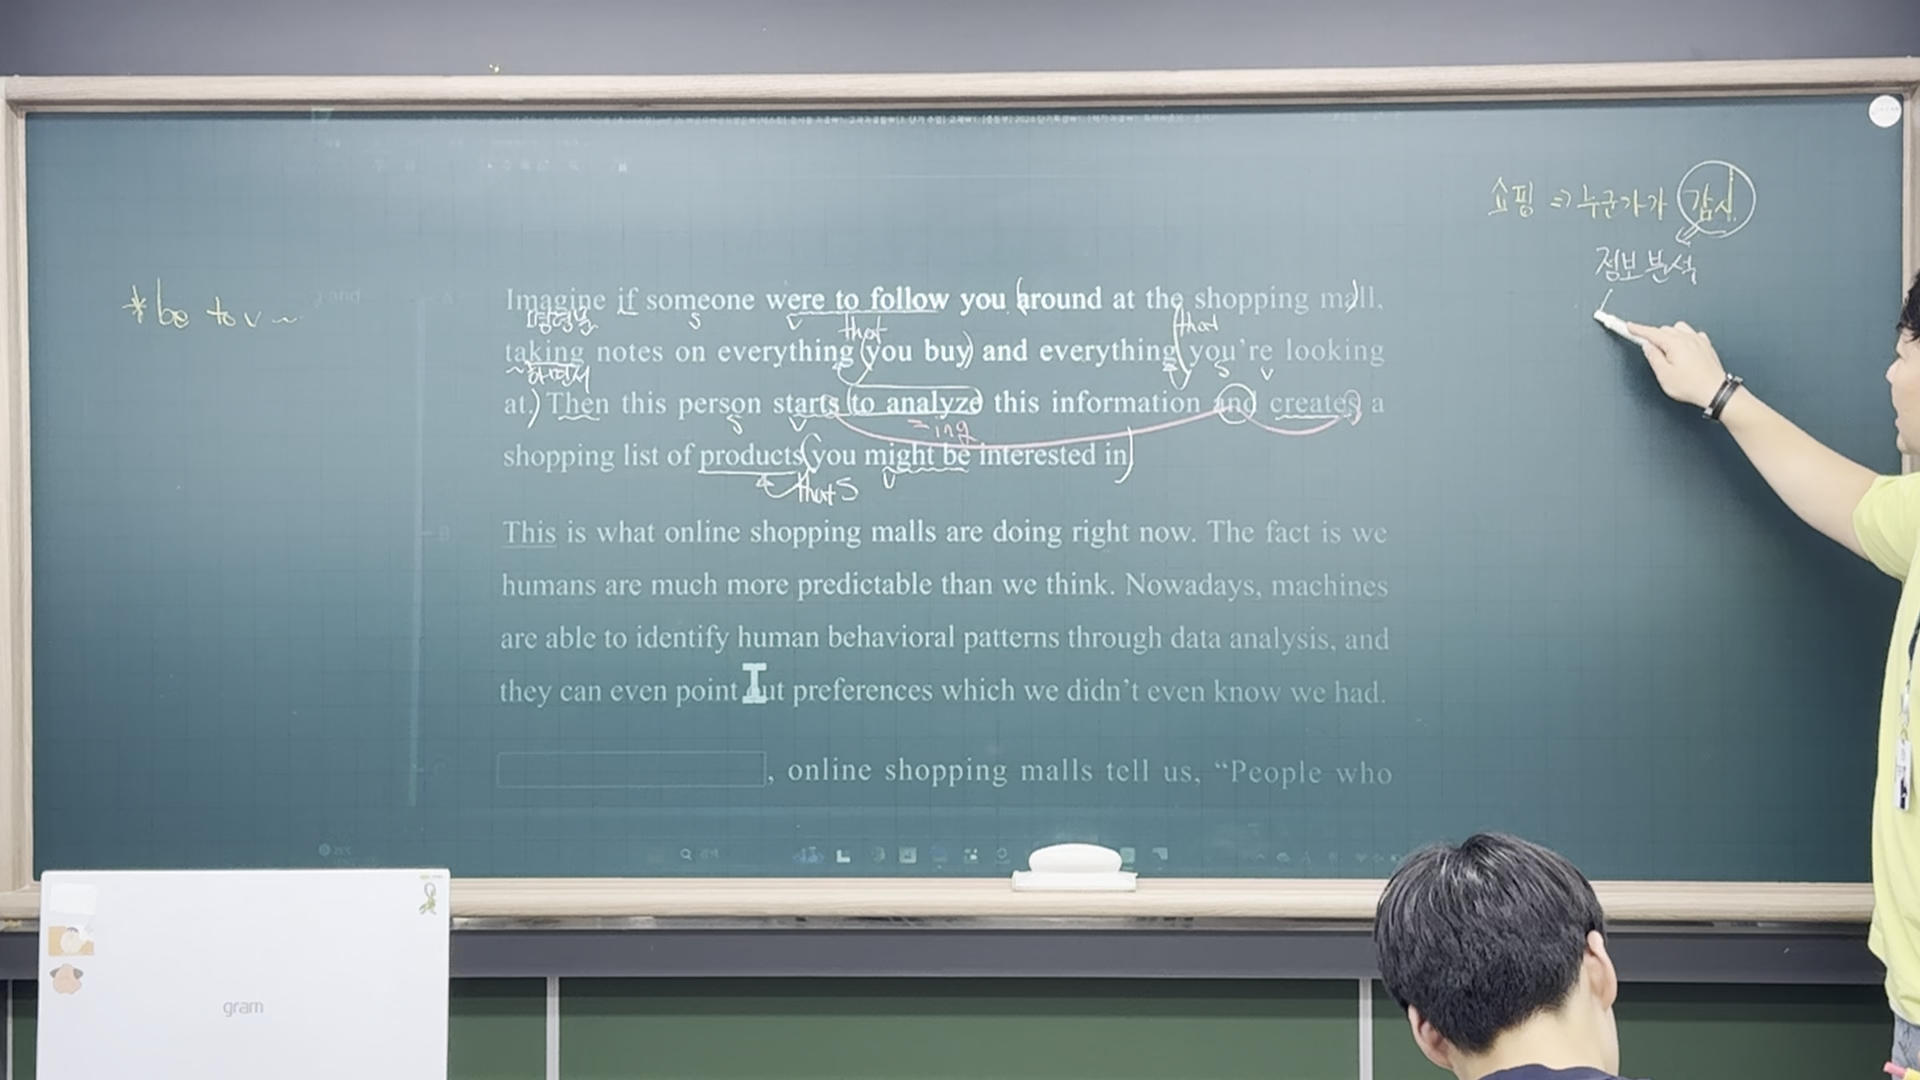 쇼핑 ⇒ 누군가가 감시
정보 분석
*be to v ~
Imagine if someone were to follow you (around at the shopping mall),
s v
that that
taking notes on everything (you buy) and everything (you're looking
하면서 s v
at.) Then this person starts (to analyze) this information and creates a
s v = ing
shopping list of products (you might be interested in)
that s v
This is what online shopping malls are doing right now. The fact is we
humans are much more predictable than we think. Nowadays, machines
are able to identify human behavioral patterns through data analysis, and
they can even point out preferences which we didn't even know we had.
, online shopping malls tell us, “People who
gram